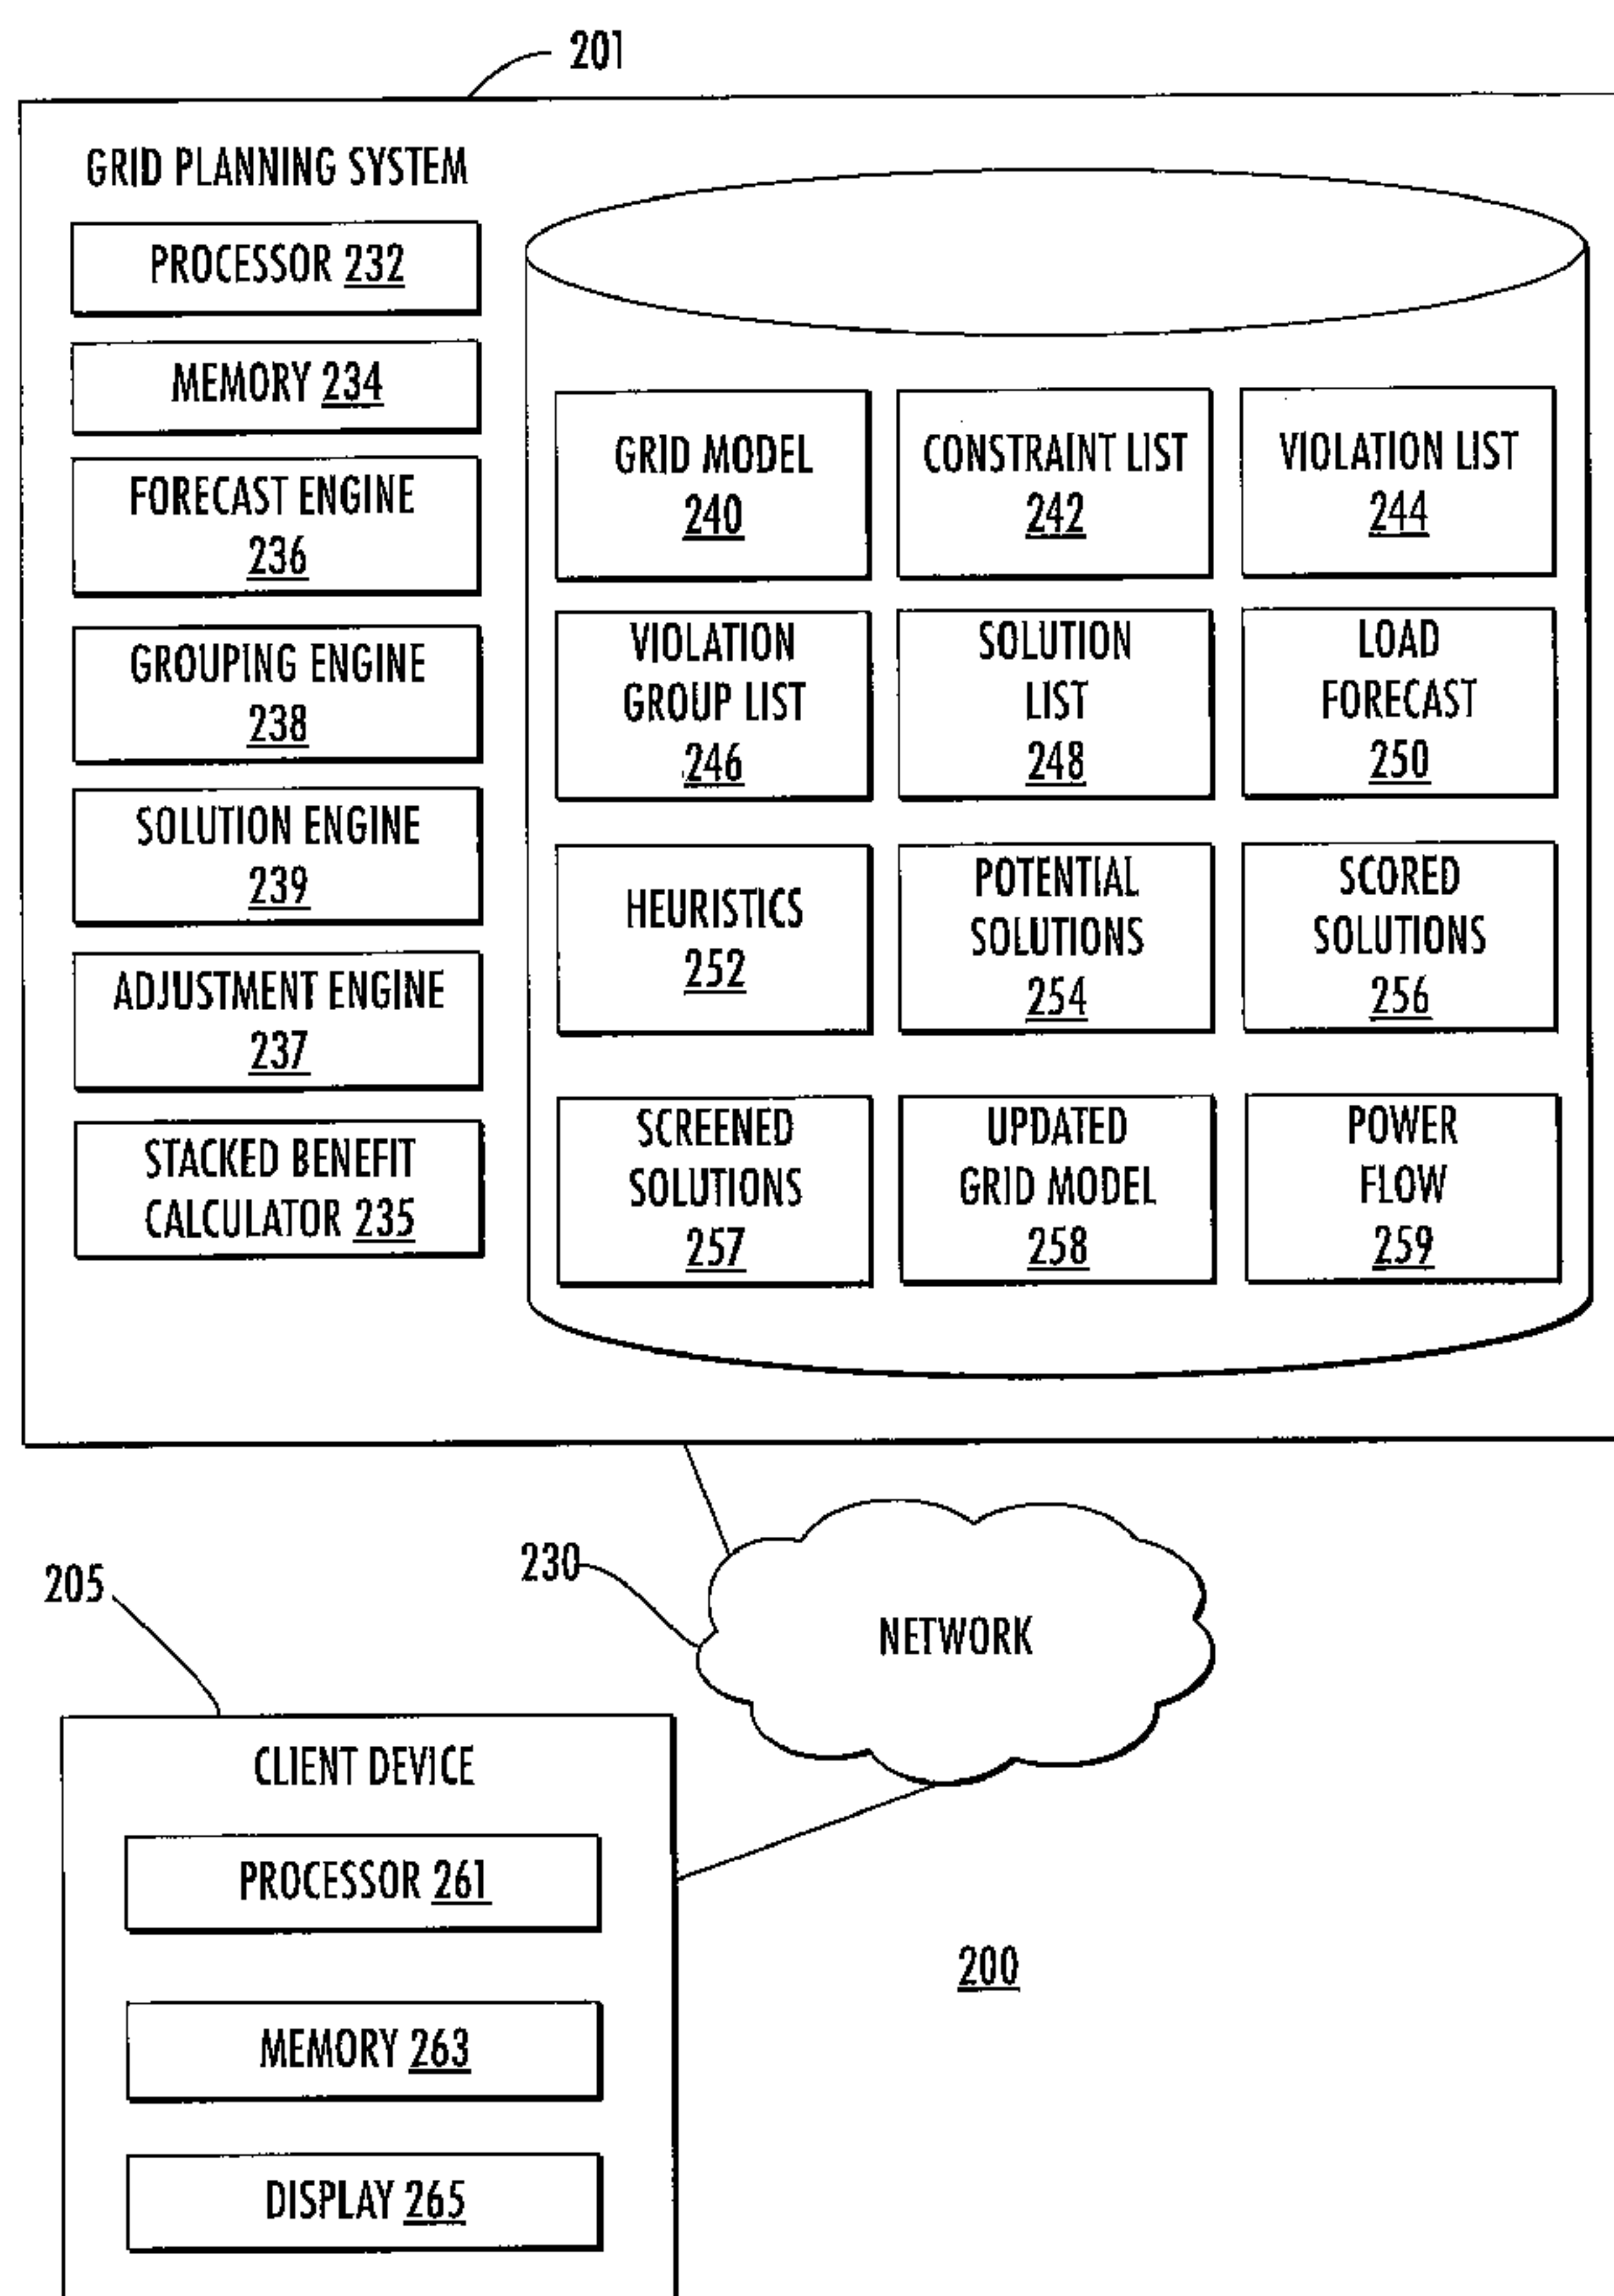 201
GRID PLANNING SYSTEM
PROCESSOR 232
MEMORY 234
FORECAST ENGINE
236
GROUPING ENGINE
238
SOLUTION ENGINE
239
ADJUSTMENT ENGINE
237
STACKED BENEFIT
CALCULATOR 235
GRID MODEL
240
CONSTRAINT LIST
242
VIOLATION LIST
244
VIOLATION
GROUP LIST
246
SOLUTION
LIST
248
LOAD
FORECAST
250
HEURISTICS
252
POTENTIAL
SOLUTIONS
254
SCORED
SOLUTIONS
256
SCREENED
SOLUTIONS
257
UPDATED
GRID MODEL
258
POWER
FLOW
259
230
NETWORK
205
CLIENT DEVICE
PROCESSOR 261
MEMORY 263
DISPLAY 265
200